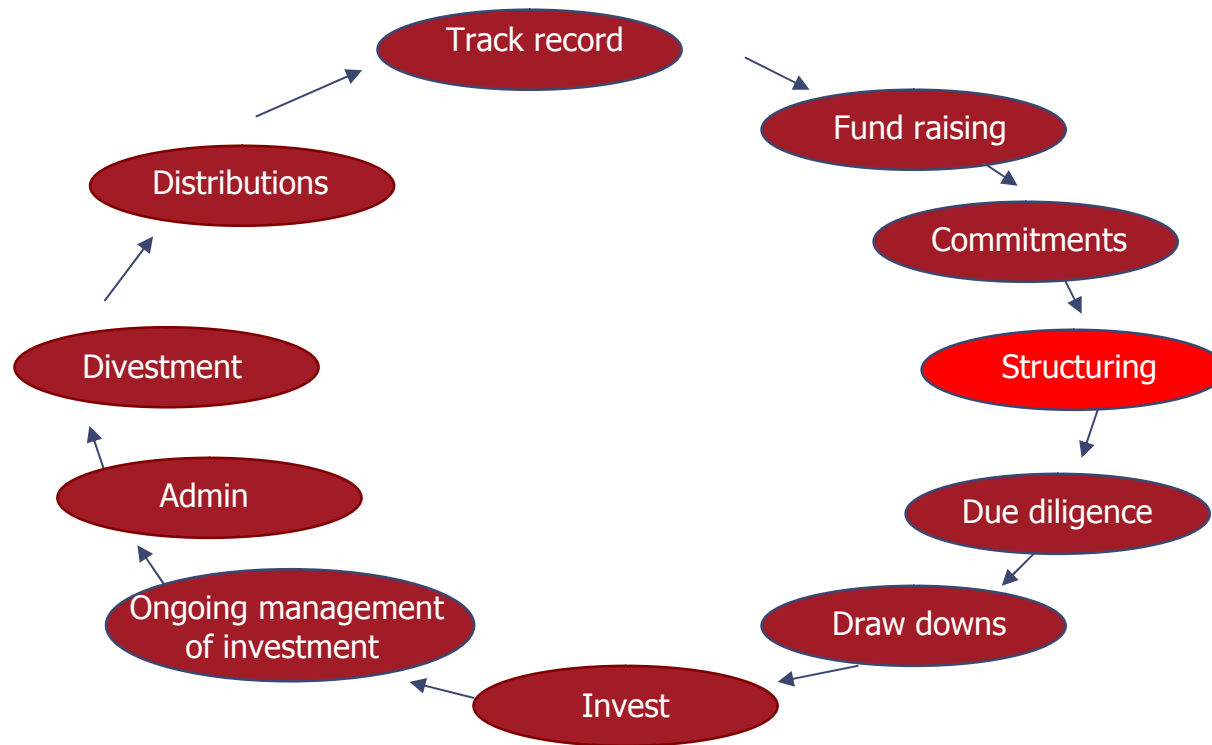 Track record
Fund raising
Commitments
Structuring
Due diligence
Draw downs
Invest
Ongoing management
of investment
Admin
Divestment
Distributions